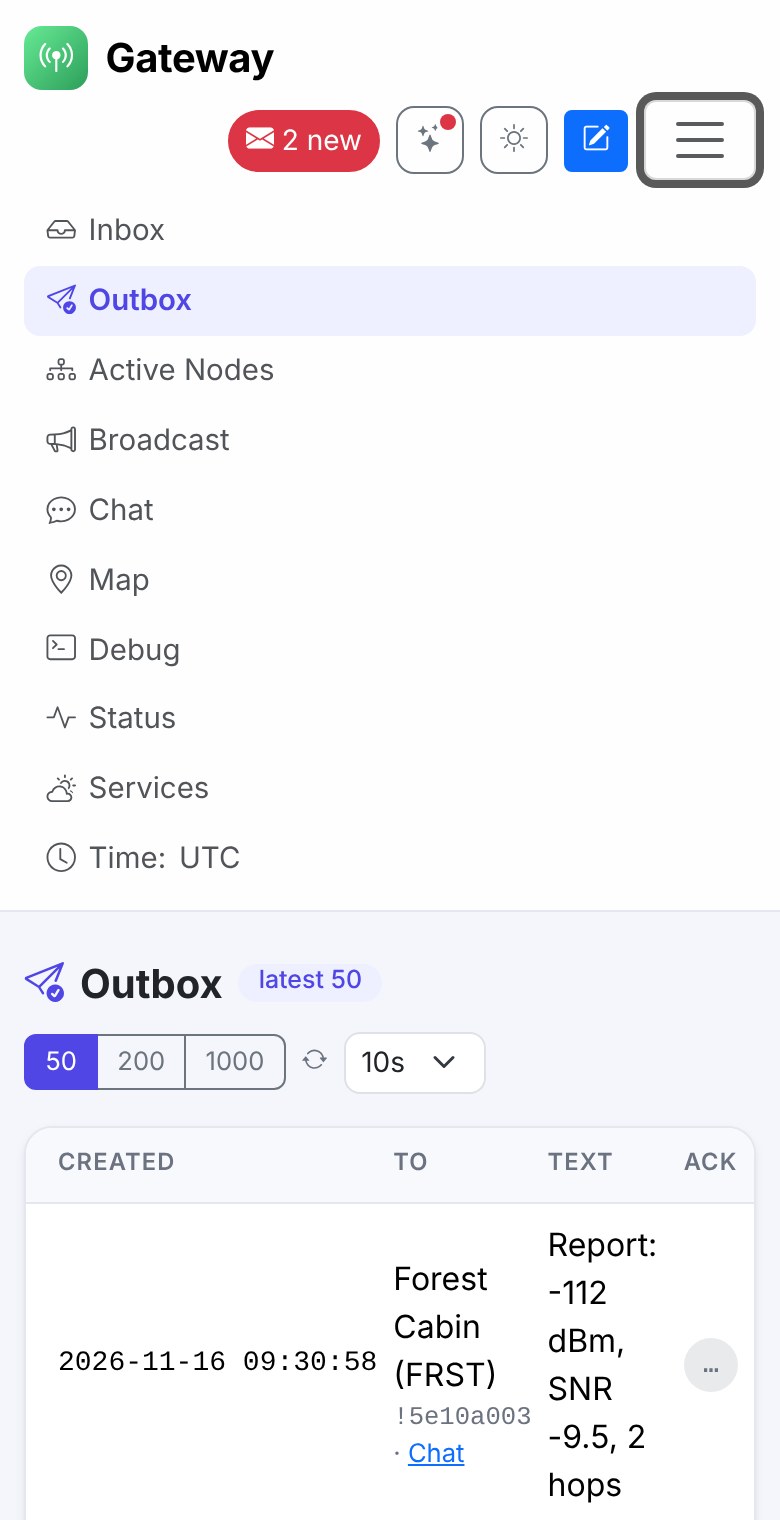 Gateway
2 new
Inbox
Outbox
Active Nodes
Broadcast
Chat
Map
Debug
Status
Services
Time: UTC
Outbox latest 50
50 200 1000 10s
CREATED TO TEXT ACK
2026-11-16 09:30:58
Forest
Cabin
(FRST)
!5e10a003
· Chat
Report:
-112
dBm,
SNR
-9.5, 2
hops
…